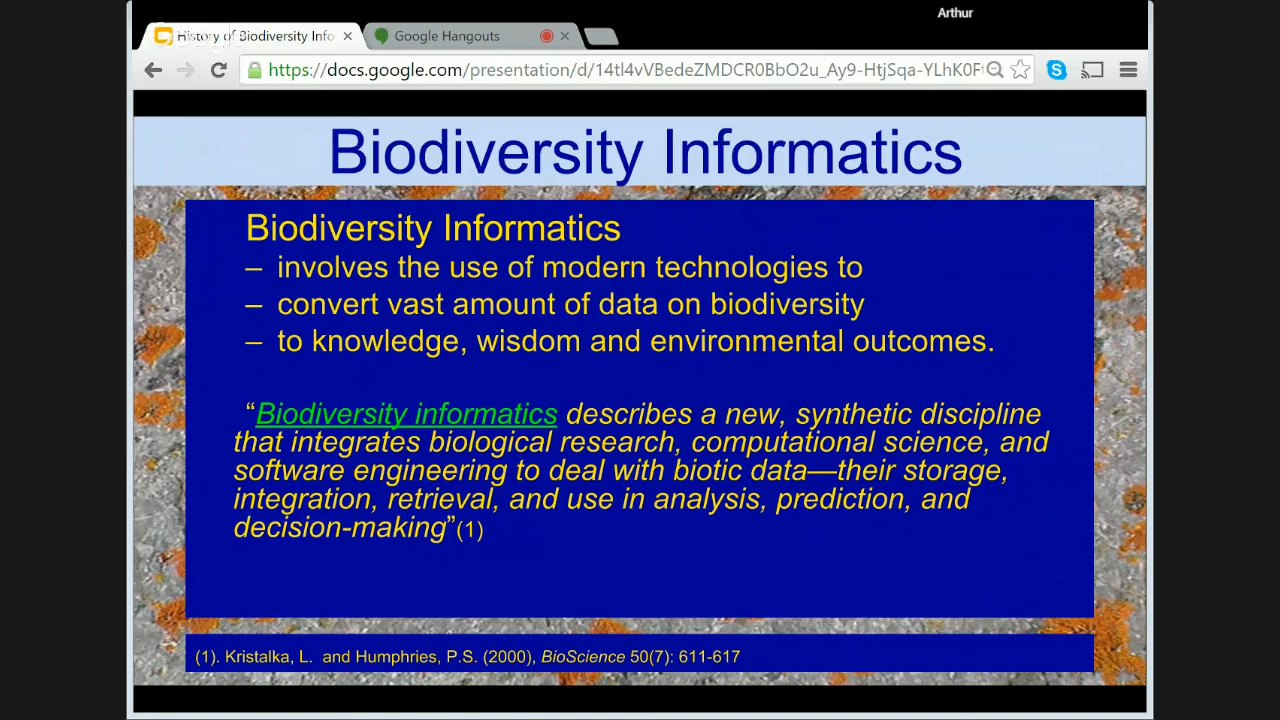 Arthur
History of Biodiversity Info
Google Hangouts
https://docs.google.com/presentation/d/14tl4vVBedeZMDCR0BbO2u_Ay9-HtjSqa-YLhK0F
Biodiversity Informatics
Biodiversity Informatics
– involves the use of modern technologies to
– convert vast amount of data on biodiversity
– to knowledge, wisdom and environmental outcomes.
“Biodiversity informatics describes a new, synthetic discipline
that integrates biological research, computational science, and
software engineering to deal with biotic data—their storage,
integration, retrieval, and use in analysis, prediction, and
decision-making”(1)
(1). Kristalka, L. and Humphries, P.S. (2000), BioScience 50(7): 611-617